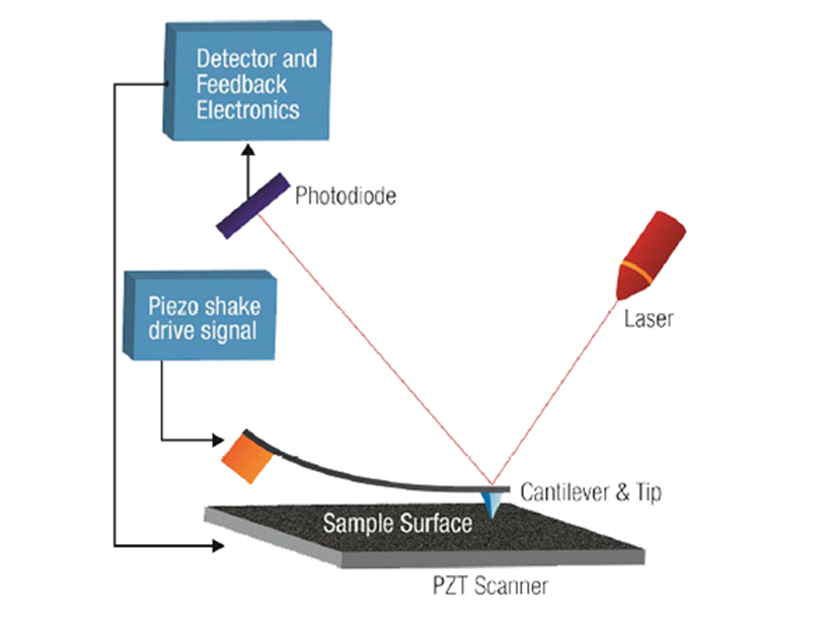 Detector and
Feedback
Electronics
Photodiode
Piezo shake
drive signal
Laser
Cantilever & Tip
Sample Surface
PZT Scanner